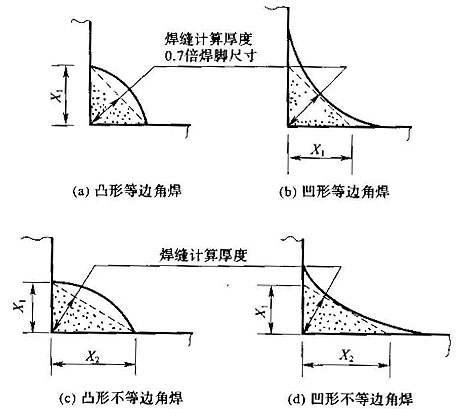 焊缝计算厚度
0.7倍焊脚尺寸
X₁
X₁
(a) 凸形等边角焊
(b) 凹形等边角焊
焊缝计算厚度
X₁
X₁
X₂
X₂
(c) 凸形不等边角焊
(d) 凹形不等边角焊